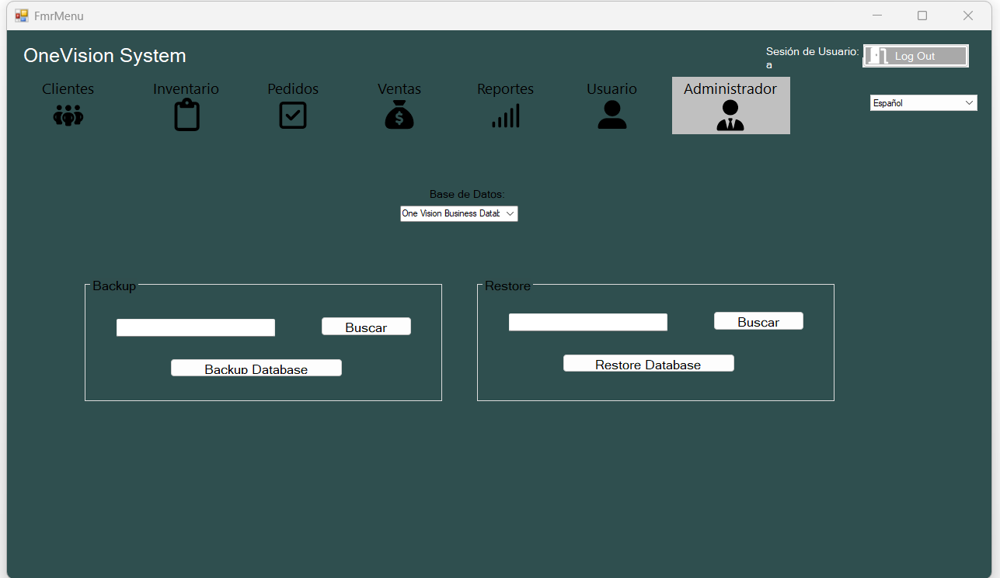 FmrMenu
OneVision System
Sesión de Usuario:
a
Log Out
Clientes
Inventario
Pedidos
Ventas
Reportes
Usuario
Administrador
Español
Base de Datos:
One Vision Business Datab
Backup
Buscar
Backup Database
Restore
Buscar
Restore Database